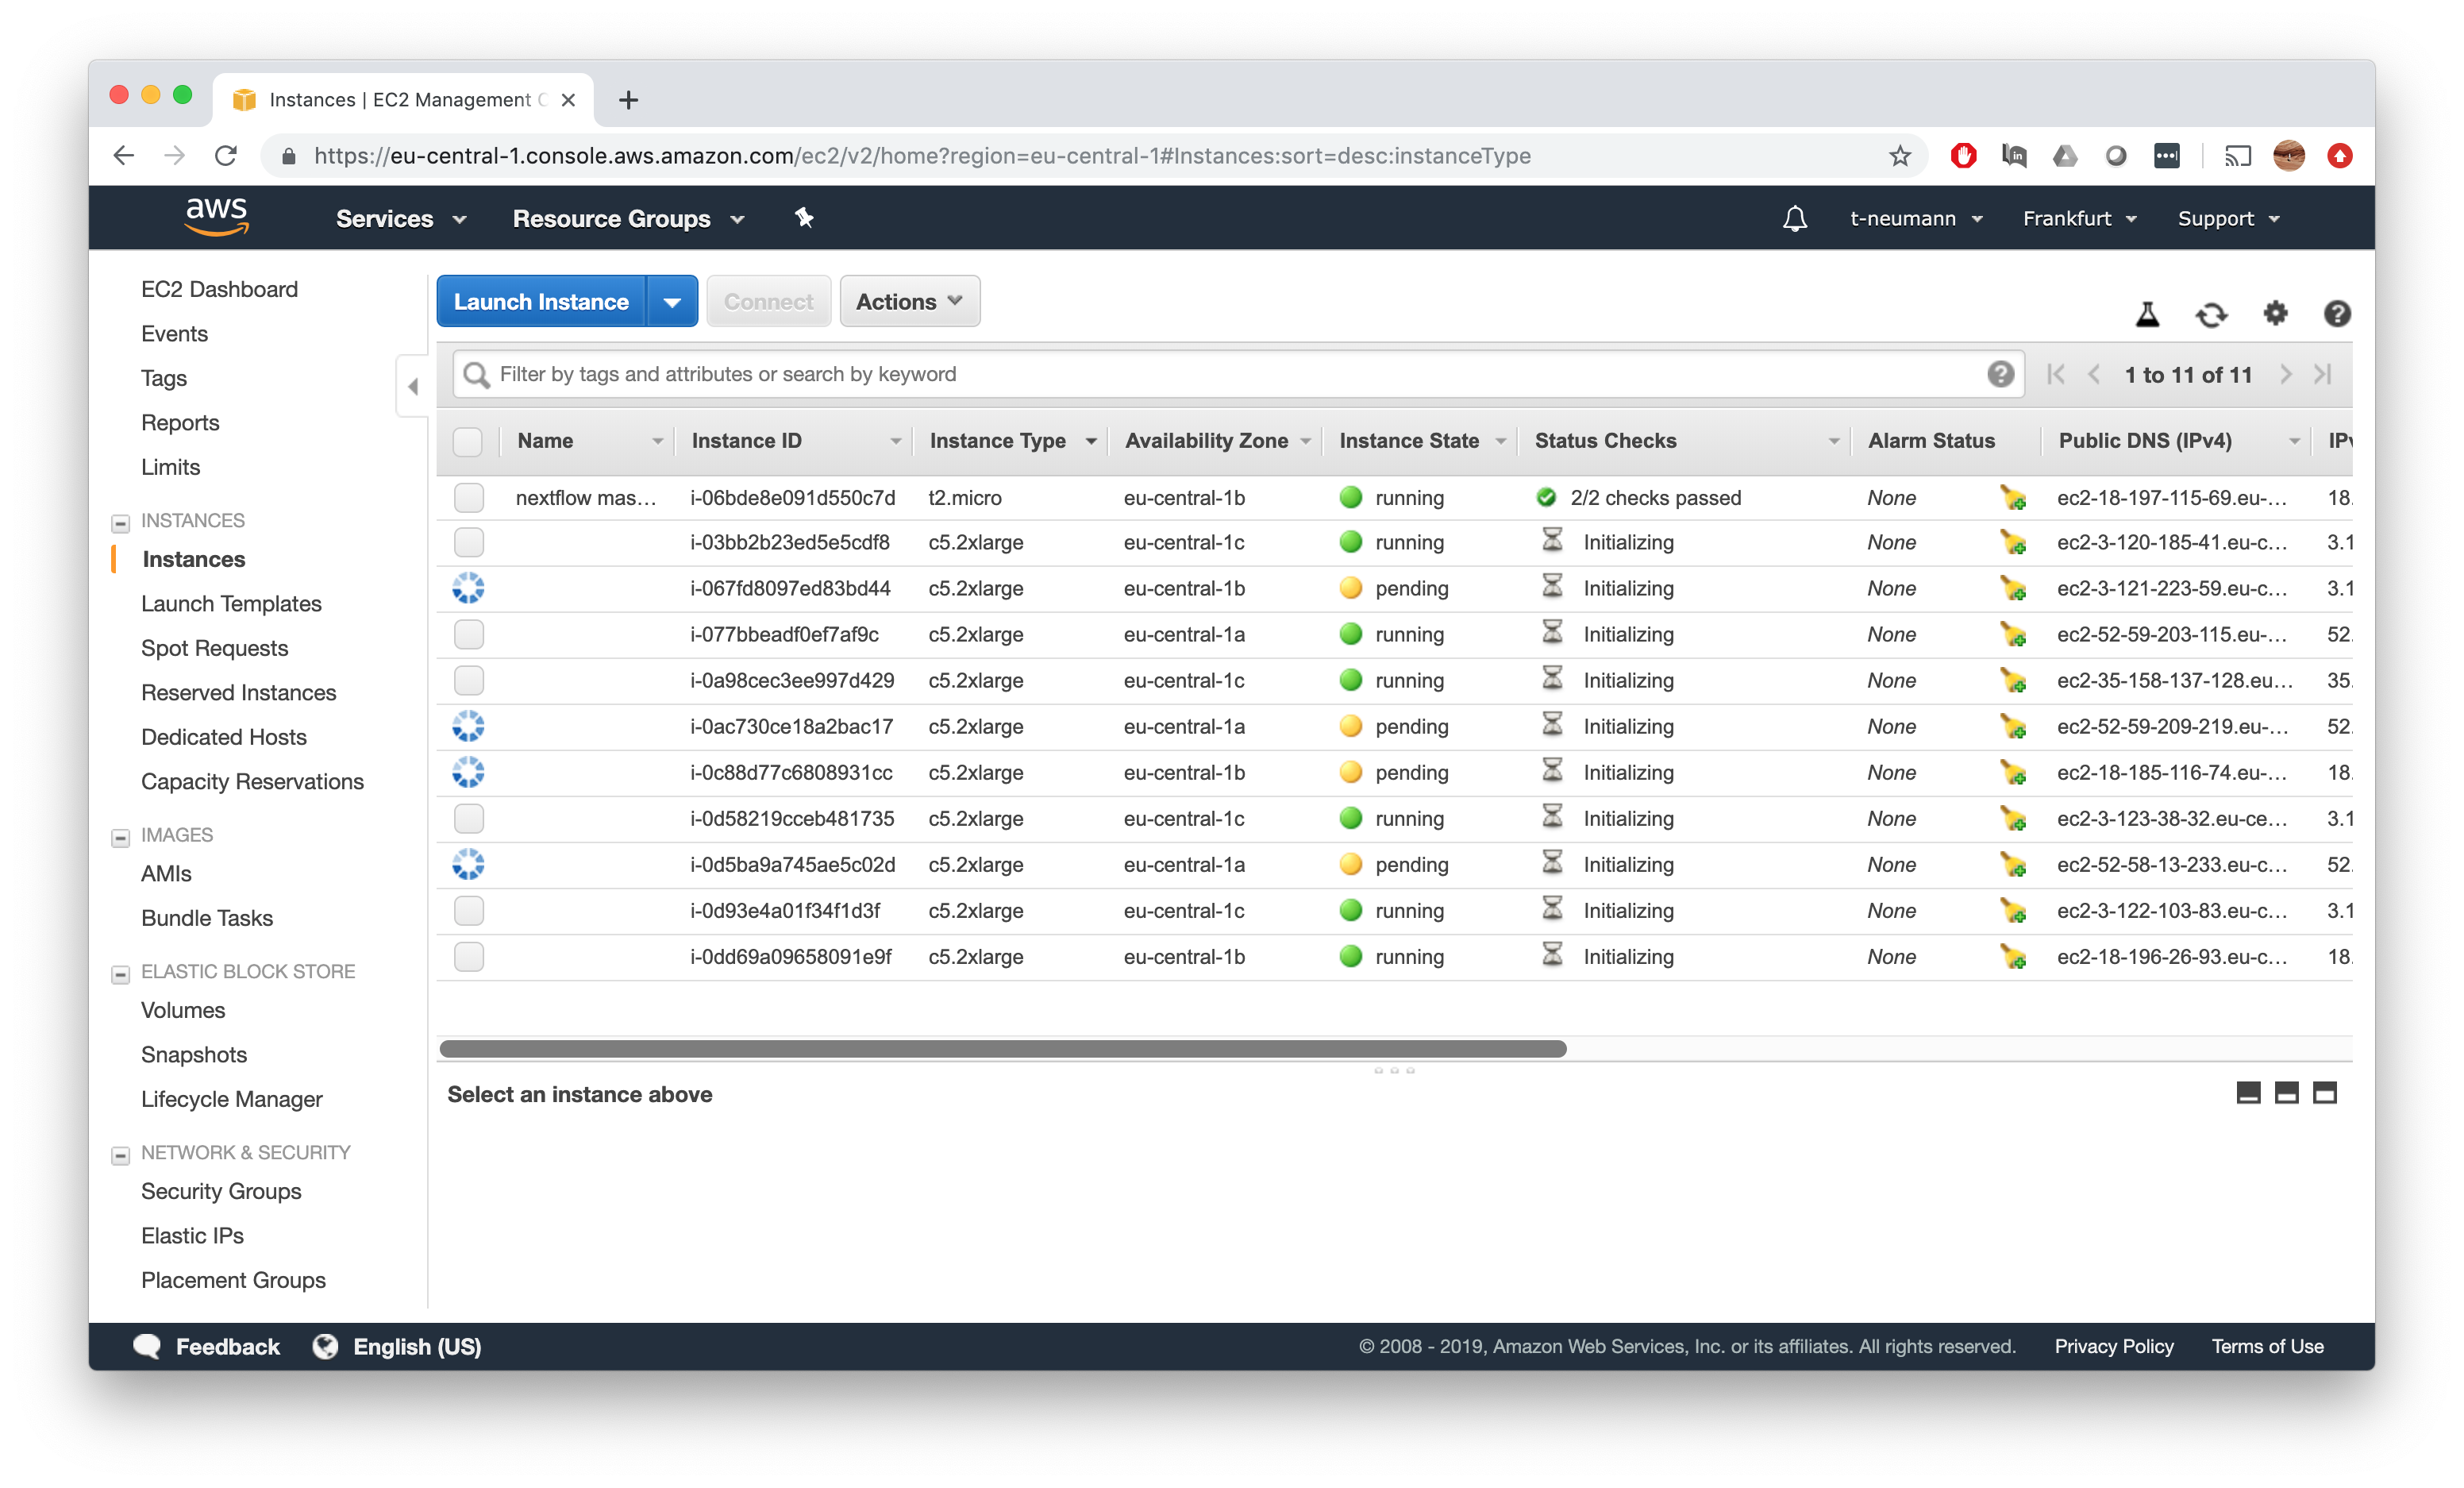 Instances | EC2 Management C
https://eu-central-1.console.aws.amazon.com/ec2/v2/home?region=eu-central-1#Instances:sort=desc:instanceType
aws Services Resource Groups t-neumann Frankfurt Support
EC2 Dashboard
Events
Tags
Reports
Limits
INSTANCES
Instances
Launch Templates
Spot Requests
Reserved Instances
Dedicated Hosts
Capacity Reservations
IMAGES
AMIs
Bundle Tasks
ELASTIC BLOCK STORE
Volumes
Snapshots
Lifecycle Manager
NETWORK & SECURITY
Security Groups
Elastic IPs
Placement Groups
Launch Instance Connect Actions
Filter by tags and attributes or search by keyword 1 to 11 of 11
Name Instance ID Instance Type Availability Zone Instance State Status Checks Alarm Status Public DNS (IPv4) IPv
nextflow mas... i-06bde8e091d550c7d t2.micro eu-central-1b running 2/2 checks passed None ec2-18-197-115-69.eu-... 18.
i-03bb2b23ed5e5cdf8 c5.2xlarge eu-central-1c running Initializing None ec2-3-120-185-41.eu-c... 3.1
i-067fd8097ed83bd44 c5.2xlarge eu-central-1b pending Initializing None ec2-3-121-223-59.eu-c... 3.1
i-077bbeadf0ef7af9c c5.2xlarge eu-central-1a running Initializing None ec2-52-59-203-115.eu-... 52.
i-0a98cec3ee997d429 c5.2xlarge eu-central-1c running Initializing None ec2-35-158-137-128.eu... 35.
i-0ac730ce18a2bac17 c5.2xlarge eu-central-1a pending Initializing None ec2-52-59-209-219.eu-... 52.
i-0c88d77c6808931cc c5.2xlarge eu-central-1b pending Initializing None ec2-18-185-116-74.eu-... 18.
i-0d58219cceb481735 c5.2xlarge eu-central-1c running Initializing None ec2-3-123-38-32.eu-ce... 3.1
i-0d5ba9a745ae5c02d c5.2xlarge eu-central-1a pending Initializing None ec2-52-58-13-233.eu-c... 52.
i-0d93e4a01f34f1d3f c5.2xlarge eu-central-1c running Initializing None ec2-3-122-103-83.eu-c... 3.1
i-0dd69a09658091e9f c5.2xlarge eu-central-1b running Initializing None ec2-18-196-26-93.eu-c... 18.
Select an instance above
Feedback English (US) © 2008 - 2019, Amazon Web Services, Inc. or its affiliates. All rights reserved. Privacy Policy Terms of Use